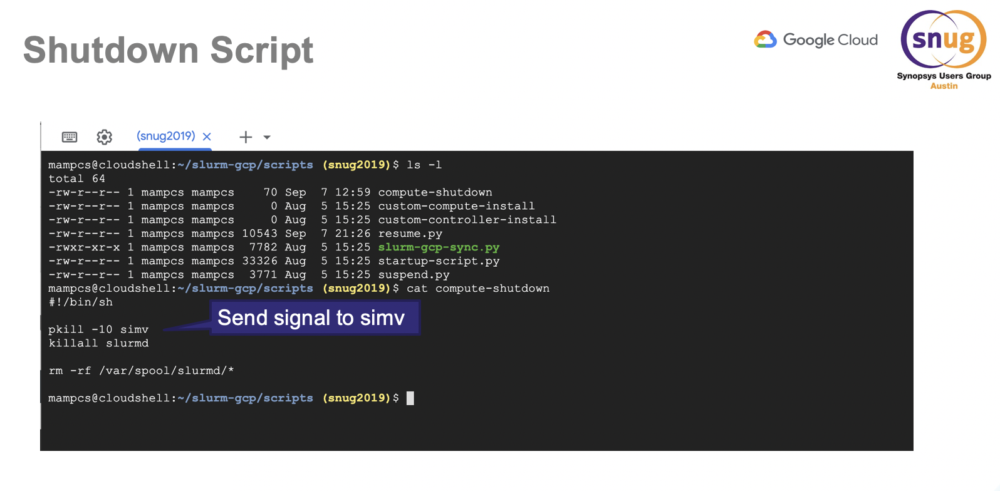 Shutdown Script
Google Cloud
snug
Synopsys Users Group
Austin
(snug2019)
mampcs@cloudshell:~/slurm-gcp/scripts (snug2019)$ ls -l
total 64
-rw-r--r-- 1 mampcs mampcs    70 Sep  7 12:59 compute-shutdown
-rw-r--r-- 1 mampcs mampcs     0 Aug  5 15:25 custom-compute-install
-rw-r--r-- 1 mampcs mampcs     0 Aug  5 15:25 custom-controller-install
-rw-r--r-- 1 mampcs mampcs 10543 Sep  7 21:26 resume.py
-rwxr-xr-x 1 mampcs mampcs  7782 Aug  5 15:25 slurm-gcp-sync.py
-rw-r--r-- 1 mampcs mampcs 33326 Aug  5 15:25 startup-script.py
-rw-r--r-- 1 mampcs mampcs  3771 Aug  5 15:25 suspend.py
mampcs@cloudshell:~/slurm-gcp/scripts (snug2019)$ cat compute-shutdown
#!/bin/sh
Send signal to simv
pkill -10 simv
killall slurmd
rm -rf /var/spool/slurmd/*
mampcs@cloudshell:~/slurm-gcp/scripts (snug2019)$